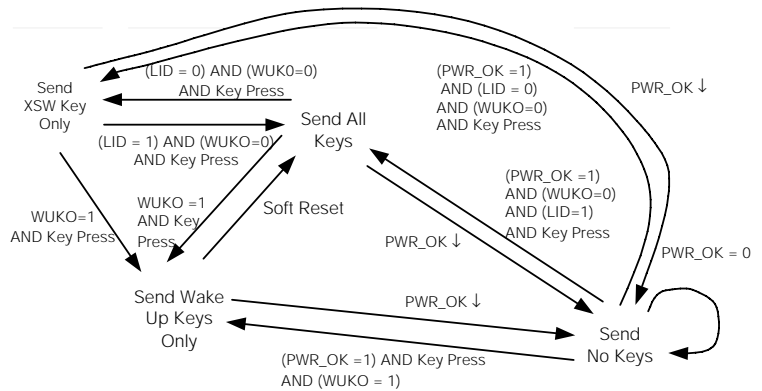 (LID = 0) AND (WUK0=0)
AND Key Press
(PWR_OK =1)
AND (LID = 0)
AND (WUKO=0)
AND Key Press
PWR_OK ↓
Send
XSW Key
Only
Send All
Keys
(LID = 1) AND (WUKO=0)
AND Key Press
(PWR_OK =1)
AND (WUKO=0)
AND (LID=1)
AND Key Press
WUKO=1
AND Key Press
WUKO =1
AND Key
Press
Soft Reset
PWR_OK ↓
PWR_OK = 0
Send Wake
Up Keys
Only
PWR_OK ↓
Send
No Keys
(PWR_OK =1) AND Key Press
AND (WUKO = 1)